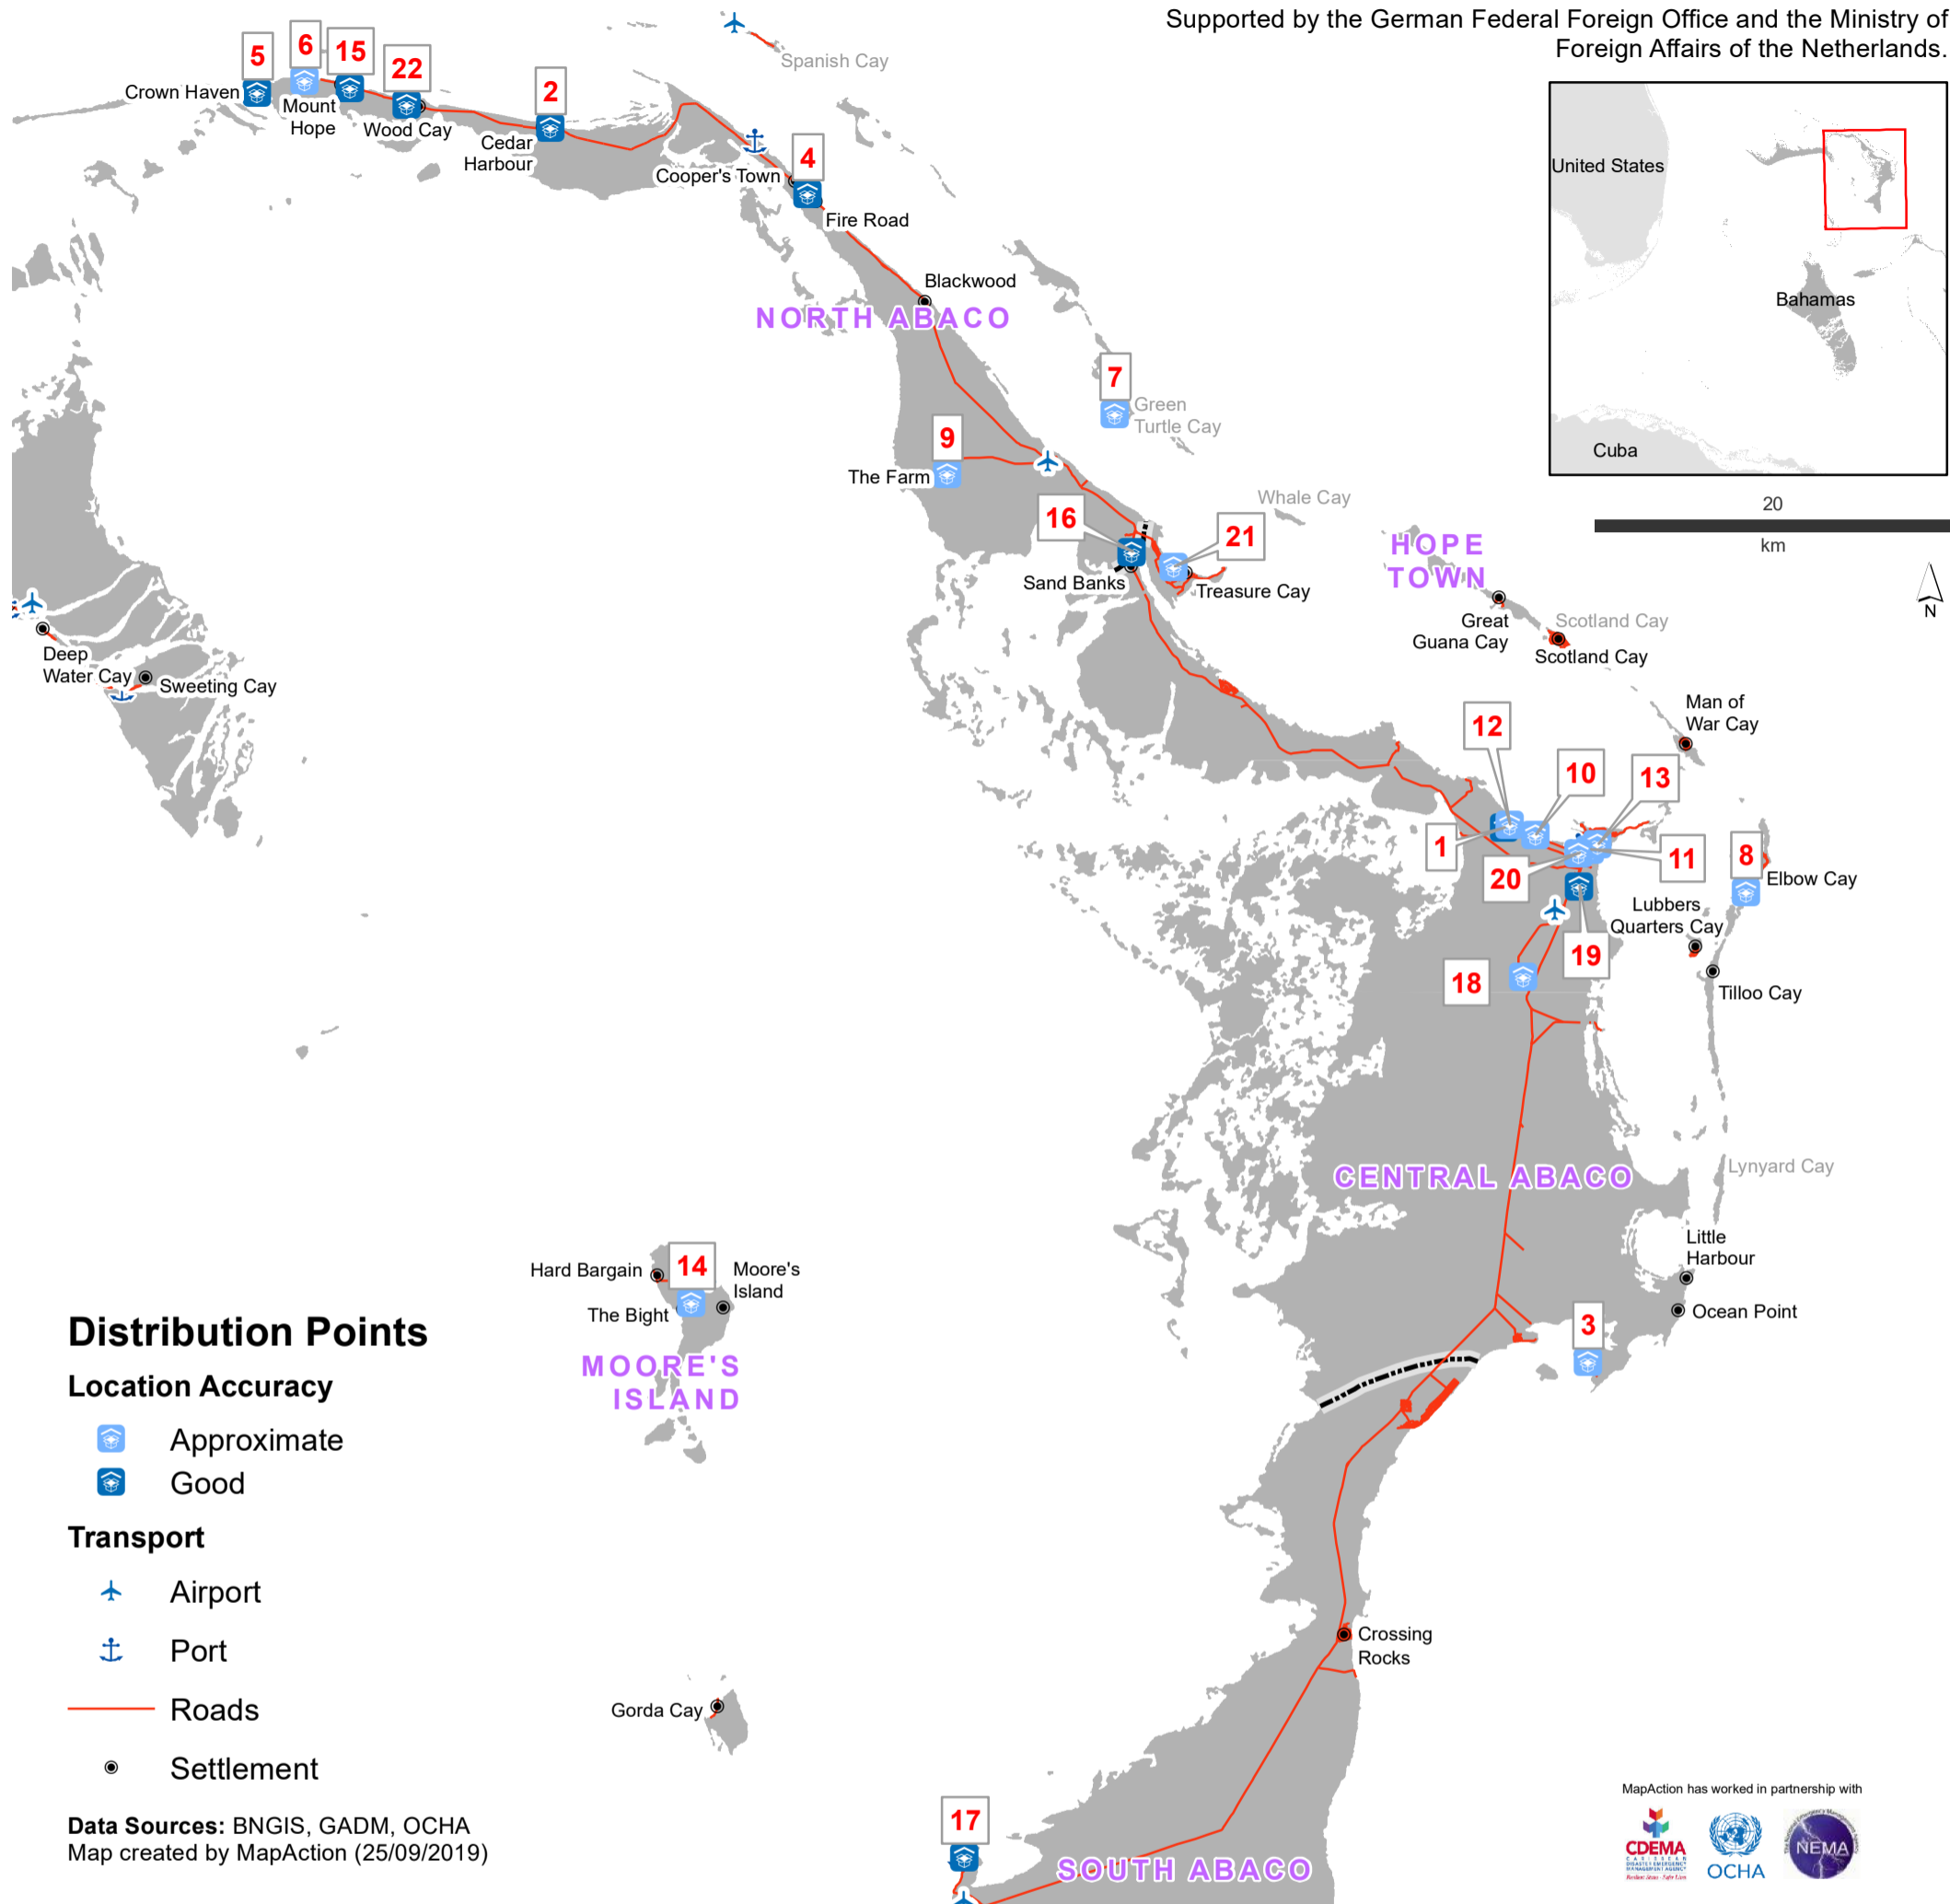 Supported by the German Federal Foreign Office and the Ministry of
Foreign Affairs of the Netherlands.
Spanish Cay
5
6
15
22
2
4
Crown Haven
Mount
Hope
Wood Cay
Cedar
Harbour
Cooper's Town
Fire Road
Blackwood
NORTH ABACO
United States
Bahamas
Cuba
20
km
N
7
Green
Turtle Cay
9
The Farm
Whale Cay
16
21
Sand Banks
Treasure Cay
HOPE
TOWN
Great
Guana Cay
Scotland Cay
Scotland Cay
Deep
Water Cay
Sweeting Cay
Man of
War Cay
12
10
13
1
20
11
8
Elbow Cay
Lubbers
Quarters Cay
19
18
Tilloo Cay
CENTRAL ABACO
Lynyard Cay
Little
Harbour
Ocean Point
3
Hard Bargain
14
Moore's
Island
The Bight
MOORE'S
ISLAND
Crossing
Rocks
Gorda Cay
17
SOUTH ABACO
Distribution Points
Location Accuracy
Approximate
Good
Transport
Airport
Port
Roads
Settlement
Data Sources: BNGIS, GADM, OCHA
Map created by MapAction (25/09/2019)
MapAction has worked in partnership with
CDEMA
OCHA
NEMA